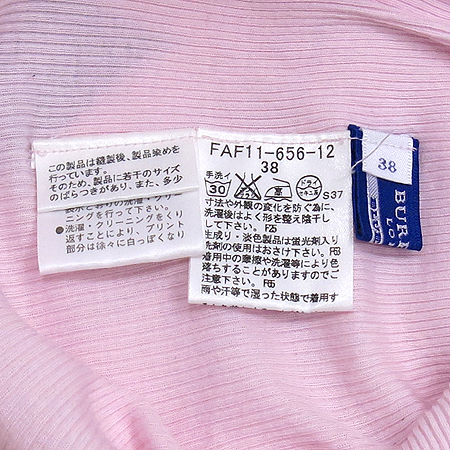 この製品は縫製後、製品染めを
行っています。
そのため、製品に若干のサイズ
のばらつきがあり、また、多少
ニングを行って下さい。
●洗濯・クリーニングをくり
返すことにより、プリント
部分は徐々に白っぽくなり
FAF11-656-12
38
手洗イ
30
ドライ
セキユ系
S37
寸法や外観の変化を防ぐ為に、
洗濯後はよく形を整え陰干し
して下さい。F25
生成り・淡色製品は蛍光剤入り
洗剤の使用はおさけ下さい。F23
着用中の摩擦や洗濯等により色
落ちすることがありますのでご
注意下さい。F65
雨や汗等で湿った状態で着用す
38
BUR
LO